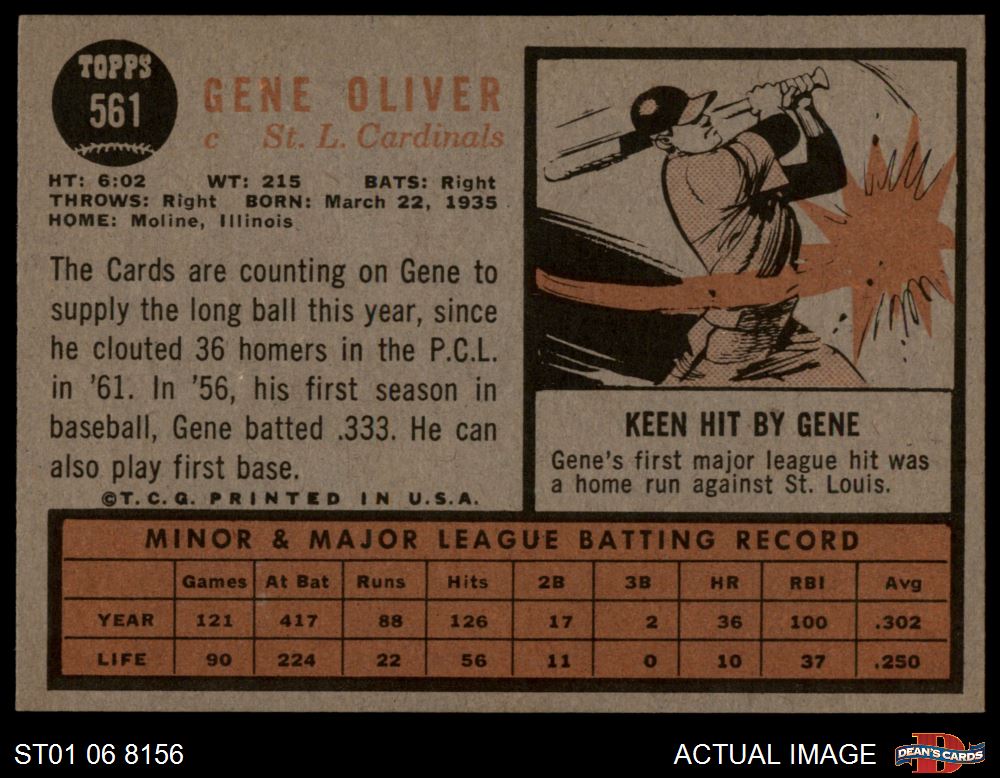 TOPPS
561
GENE OLIVER
c St. L. Cardinals
HT: 6:02 WT: 215 BATS: Right
THROWS: Right BORN: March 22, 1935
HOME: Moline, Illinois
The Cards are counting on Gene to
supply the long ball this year, since
he clouted 36 homers in the P.C.L.
in '61. In '56, his first season in
baseball, Gene batted .333. He can
also play first base.
©T.C.G. PRINTED IN U.S.A.
KEEN HIT BY GENE
Gene's first major league hit was
a home run against St. Louis.
MINOR & MAJOR LEAGUE BATTING RECORD
Games At Bat Runs Hits 2B 3B HR RBI Avg
YEAR 121 417 88 126 17 2 36 100 .302
LIFE 90 224 22 56 11 0 10 37 .250
ST01 06 8156
ACTUAL IMAGE
D
DEAN'S CARDS